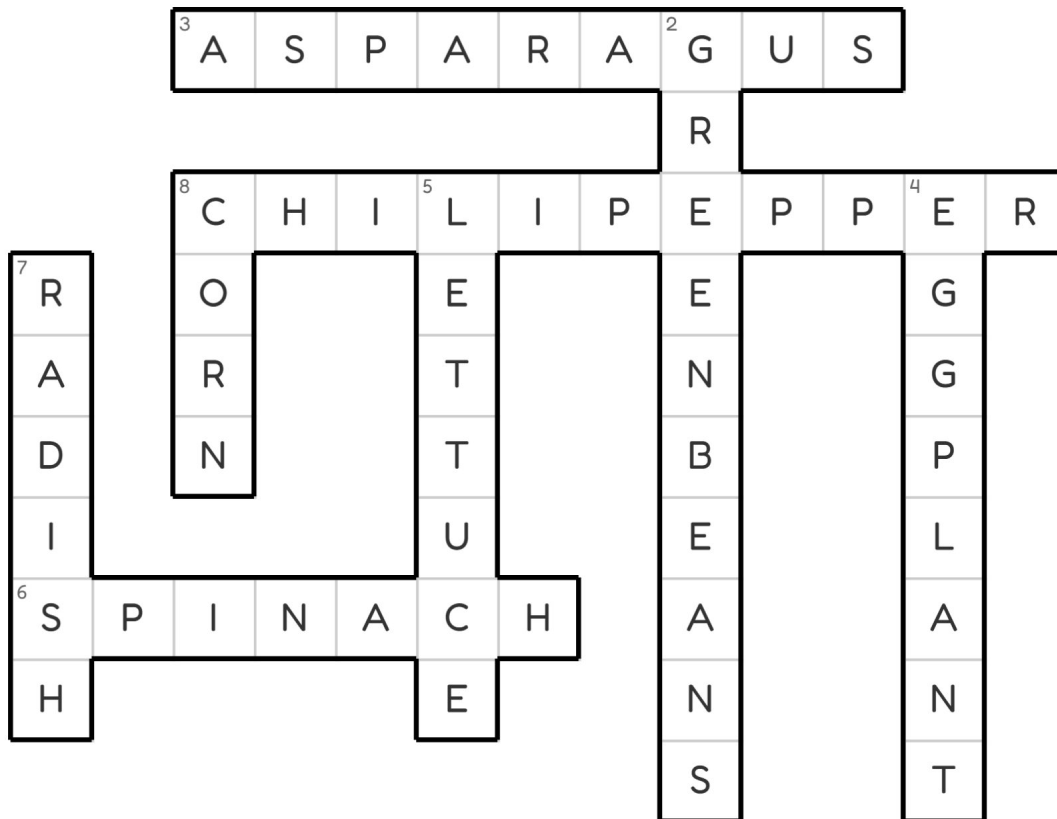 3 A S P A R A 2 G U S
R
8 C H I 5 L I P E P P 4 E R
7 R O E E G
A R T N G
D N T B P
I U E L
6 S P I N A C H A A
H E N N
S T